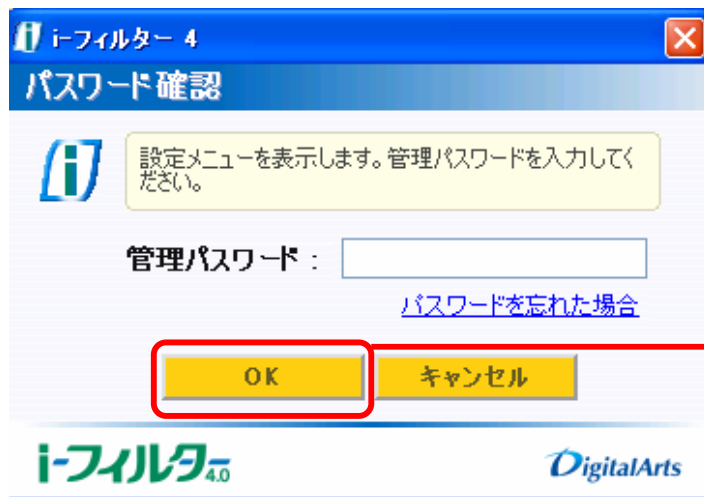 i-フィルター 4
パスワード確認
設定メニューを表示します。管理パスワードを入力してく
ださい。
管理パスワード :
パスワードを忘れた場合
OK キャンセル
i-フィルター4.0 DigitalArts